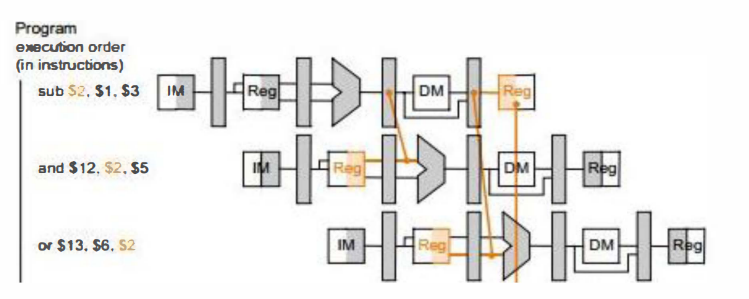 Program
execution order
(in instructions)
sub $2, $1, $3 IM Reg DM Reg
and $12, $2, $5 IM Reg DM Reg
or $13, $6, $2 IM Reg DM Reg